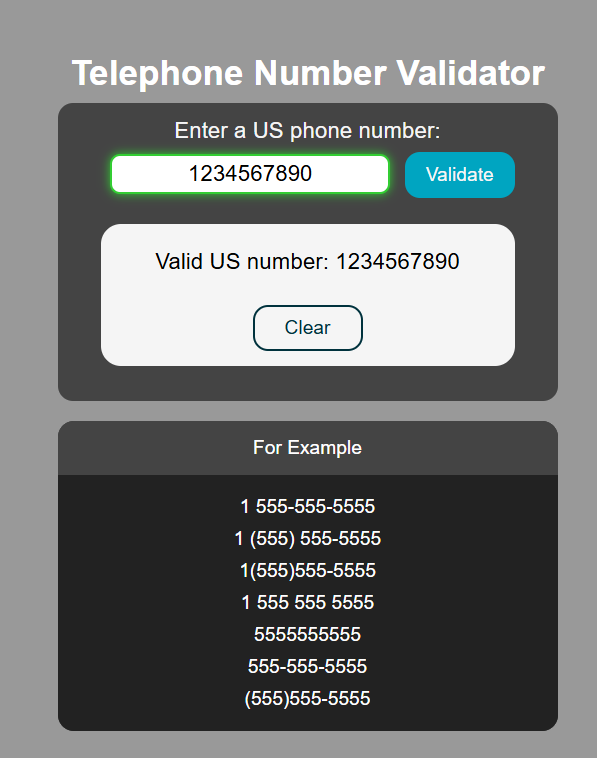 Telephone Number Validator
Enter a US phone number:
1234567890 Validate
Valid US number: 1234567890
Clear
For Example
1 555-555-5555
1 (555) 555-5555
1(555)555-5555
1 555 555 5555
5555555555
555-555-5555
(555)555-5555